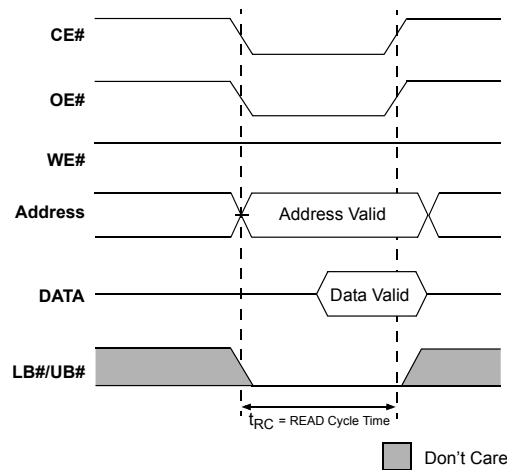 CE#
OE#
WE#
Address
Address Valid
DATA
Data Valid
LB#/UB#
tRC = READ Cycle Time
Don't Care